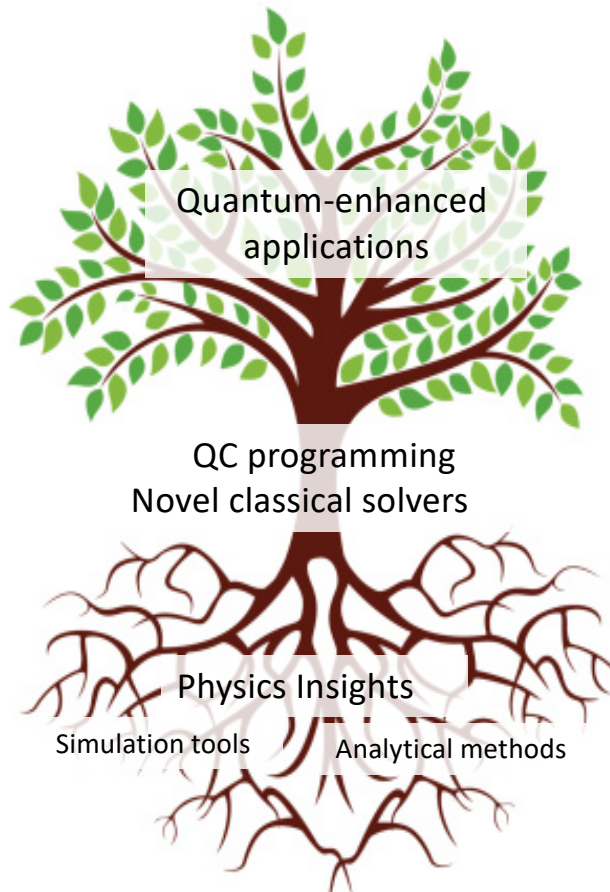 Quantum-enhanced
applications
QC programming
Novel classical solvers
Physics Insights
Simulation tools
Analytical methods